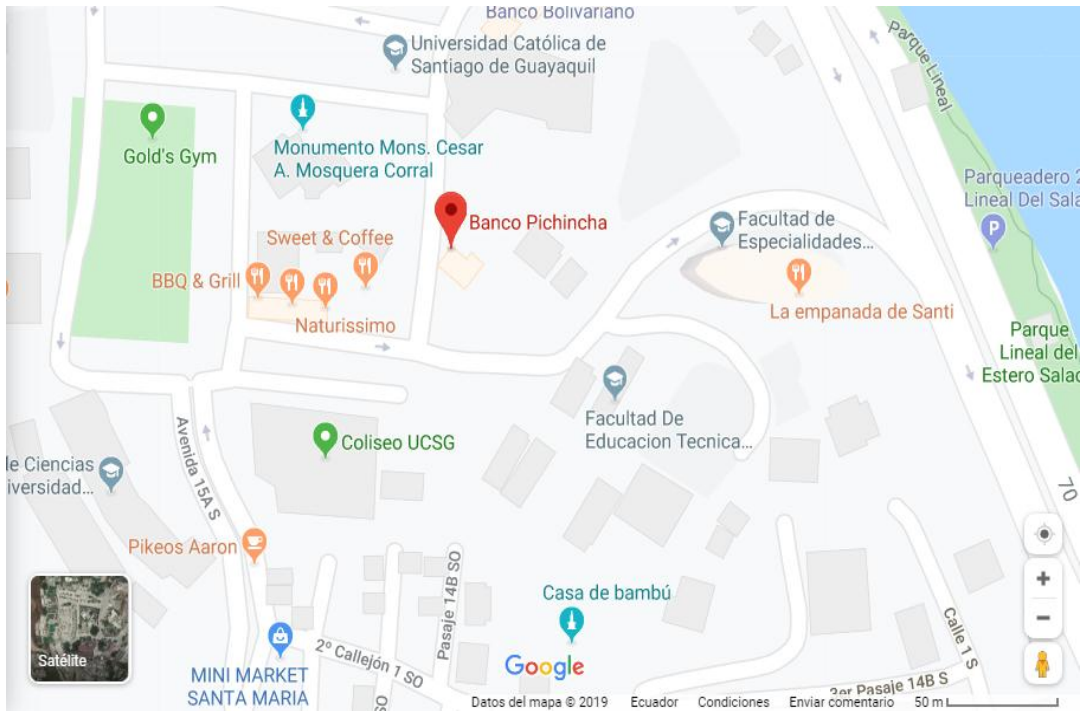 Banco Bolivariano
Universidad Católica de
Santiago de Guayaquil
Parque Lineal
Gold's Gym
Monumento Mons. Cesar
A. Mosquera Corral
Parqueadero 2
Lineal Del Sala
P
Banco Pichincha
Facultad de
Especialidades...
Sweet & Coffee
BBQ & Grill
Naturissimo
La empanada de Santi
Parque
Lineal del
Estero Salad
Facultad De
Educacion Tecnica...
Avenida 15A S
Coliseo UCSG
le Ciencias
iversidad...
70
Pikeos Aaron
Pasaje 14B SO
Casa de bambú
Calle 1 S
Satélite
2º Callejón 1 SO
MINI MARKET
SANTA MARIA
SO
Google
3er Pasaje 14B S
Datos del mapa © 2019 Ecuador Condiciones Enviar comentario 50 m